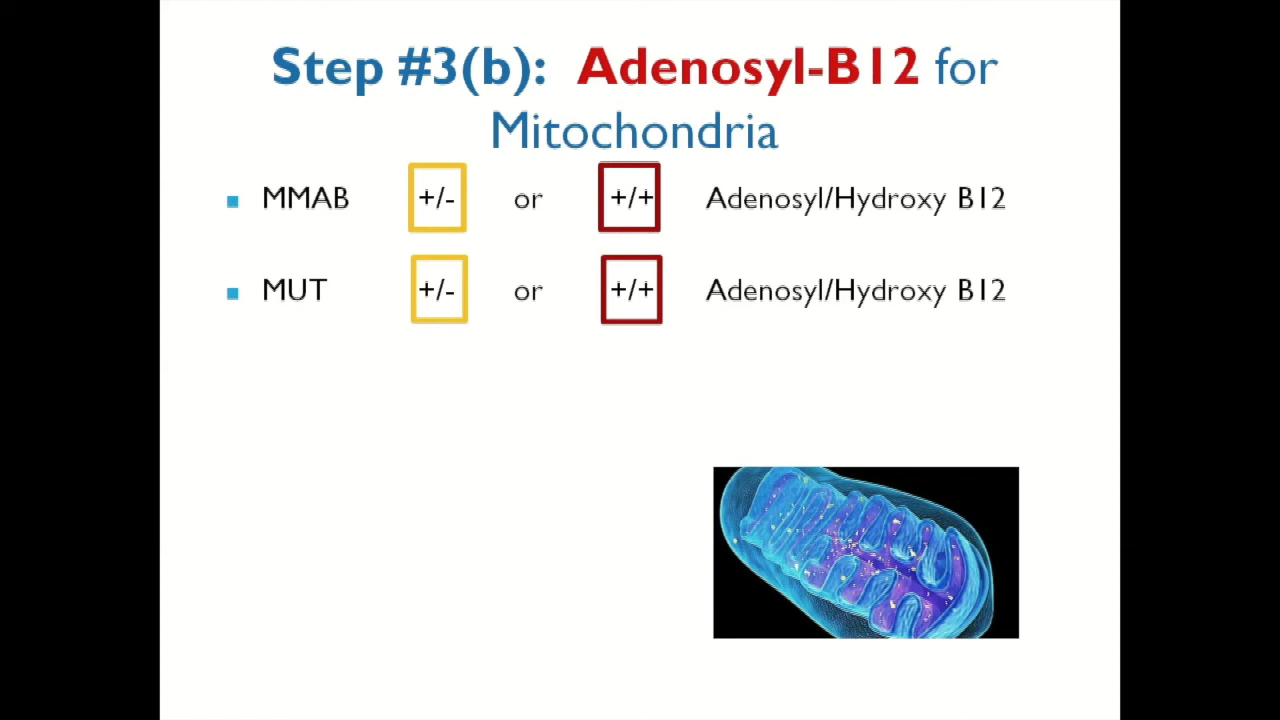 Step #3(b): Adenosyl-B12 for
Mitochondria
MMAB +/- or +/+ Adenosyl/Hydroxy B12
MUT +/- or +/+ Adenosyl/Hydroxy B12